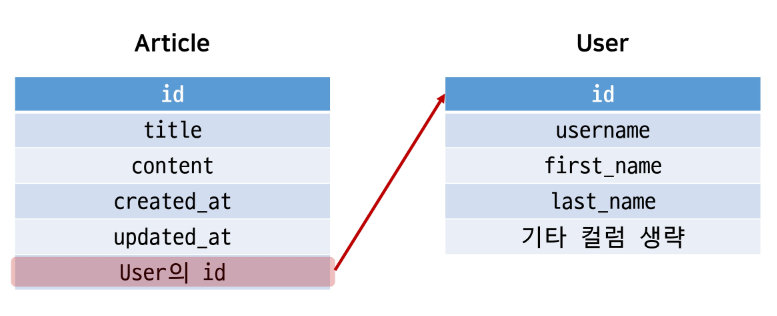 Article
id
title
content
created_at
updated_at
User의 id
User
id
username
first_name
last_name
기타 컬럼 생략